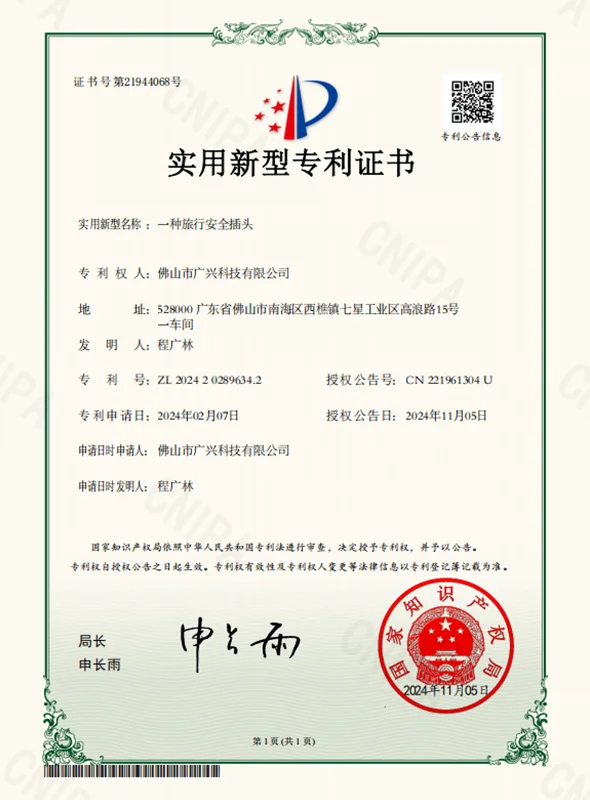 证书号第21944068号
专利公告信息
实用新型专利证书
实用新型名称：一种旅行安全插头
专利权人：佛山市广兴科技有限公司
地址：528000 广东省佛山市南海区西樵镇七星工业区高浪路15号
一车间
发明人：程广林
专利号：ZL 2024 2 0289634.2 授权公告号：CN 221961304 U
专利申请日：2024年02月07日 授权公告日：2024年11月05日
申请日时申请人：佛山市广兴科技有限公司
申请日时发明人：程广林
国家知识产权局依照中华人民共和国专利法进行审查，决定授予专利权，并予以公告。
专利权自授权公告之日起生效。专利权有效性及专利权人变更等法律信息以专利登记簿记载为准。
局长
申长雨
申长雨
国家知识产权局
2024年11月05日
第 1 页 (共 1 页)
CNIPA